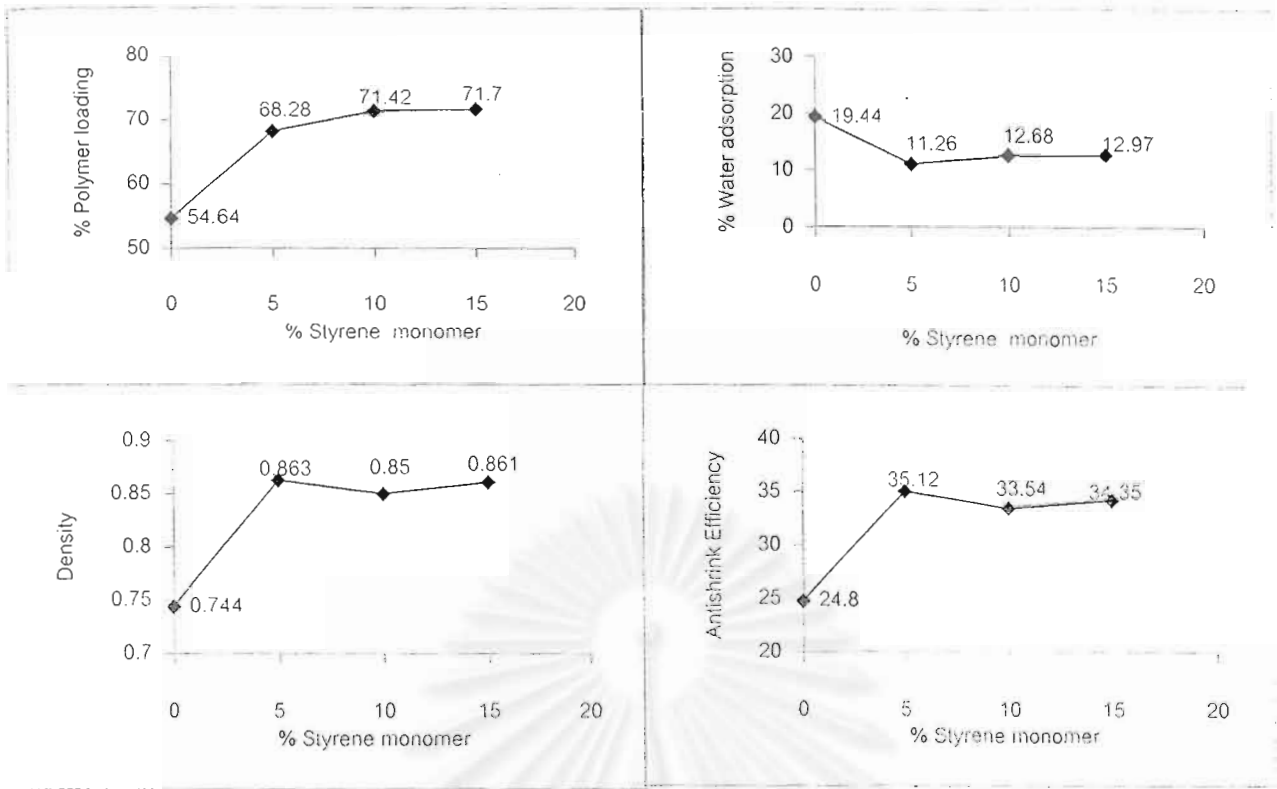 80
70
60
50
% Polymer loading
54.64
68.28
71.42
71.7
0 5 10 15 20
% Styrene monomer
30
20
10
0
% Water adsorption
19.44
11.26
12.68
12.97
0 5 10 15 20
% Styrene monomer
0.9
0.85
0.8
0.75
0.7
Density
0.744
0.863
0.85
0.861
0 5 10 15 20
% Styrene monomer
40
35
30
25
20
Antishrink Efficiency
24.8
35.12
33.54
34.35
0 5 10 15 20
% Styrene monomer